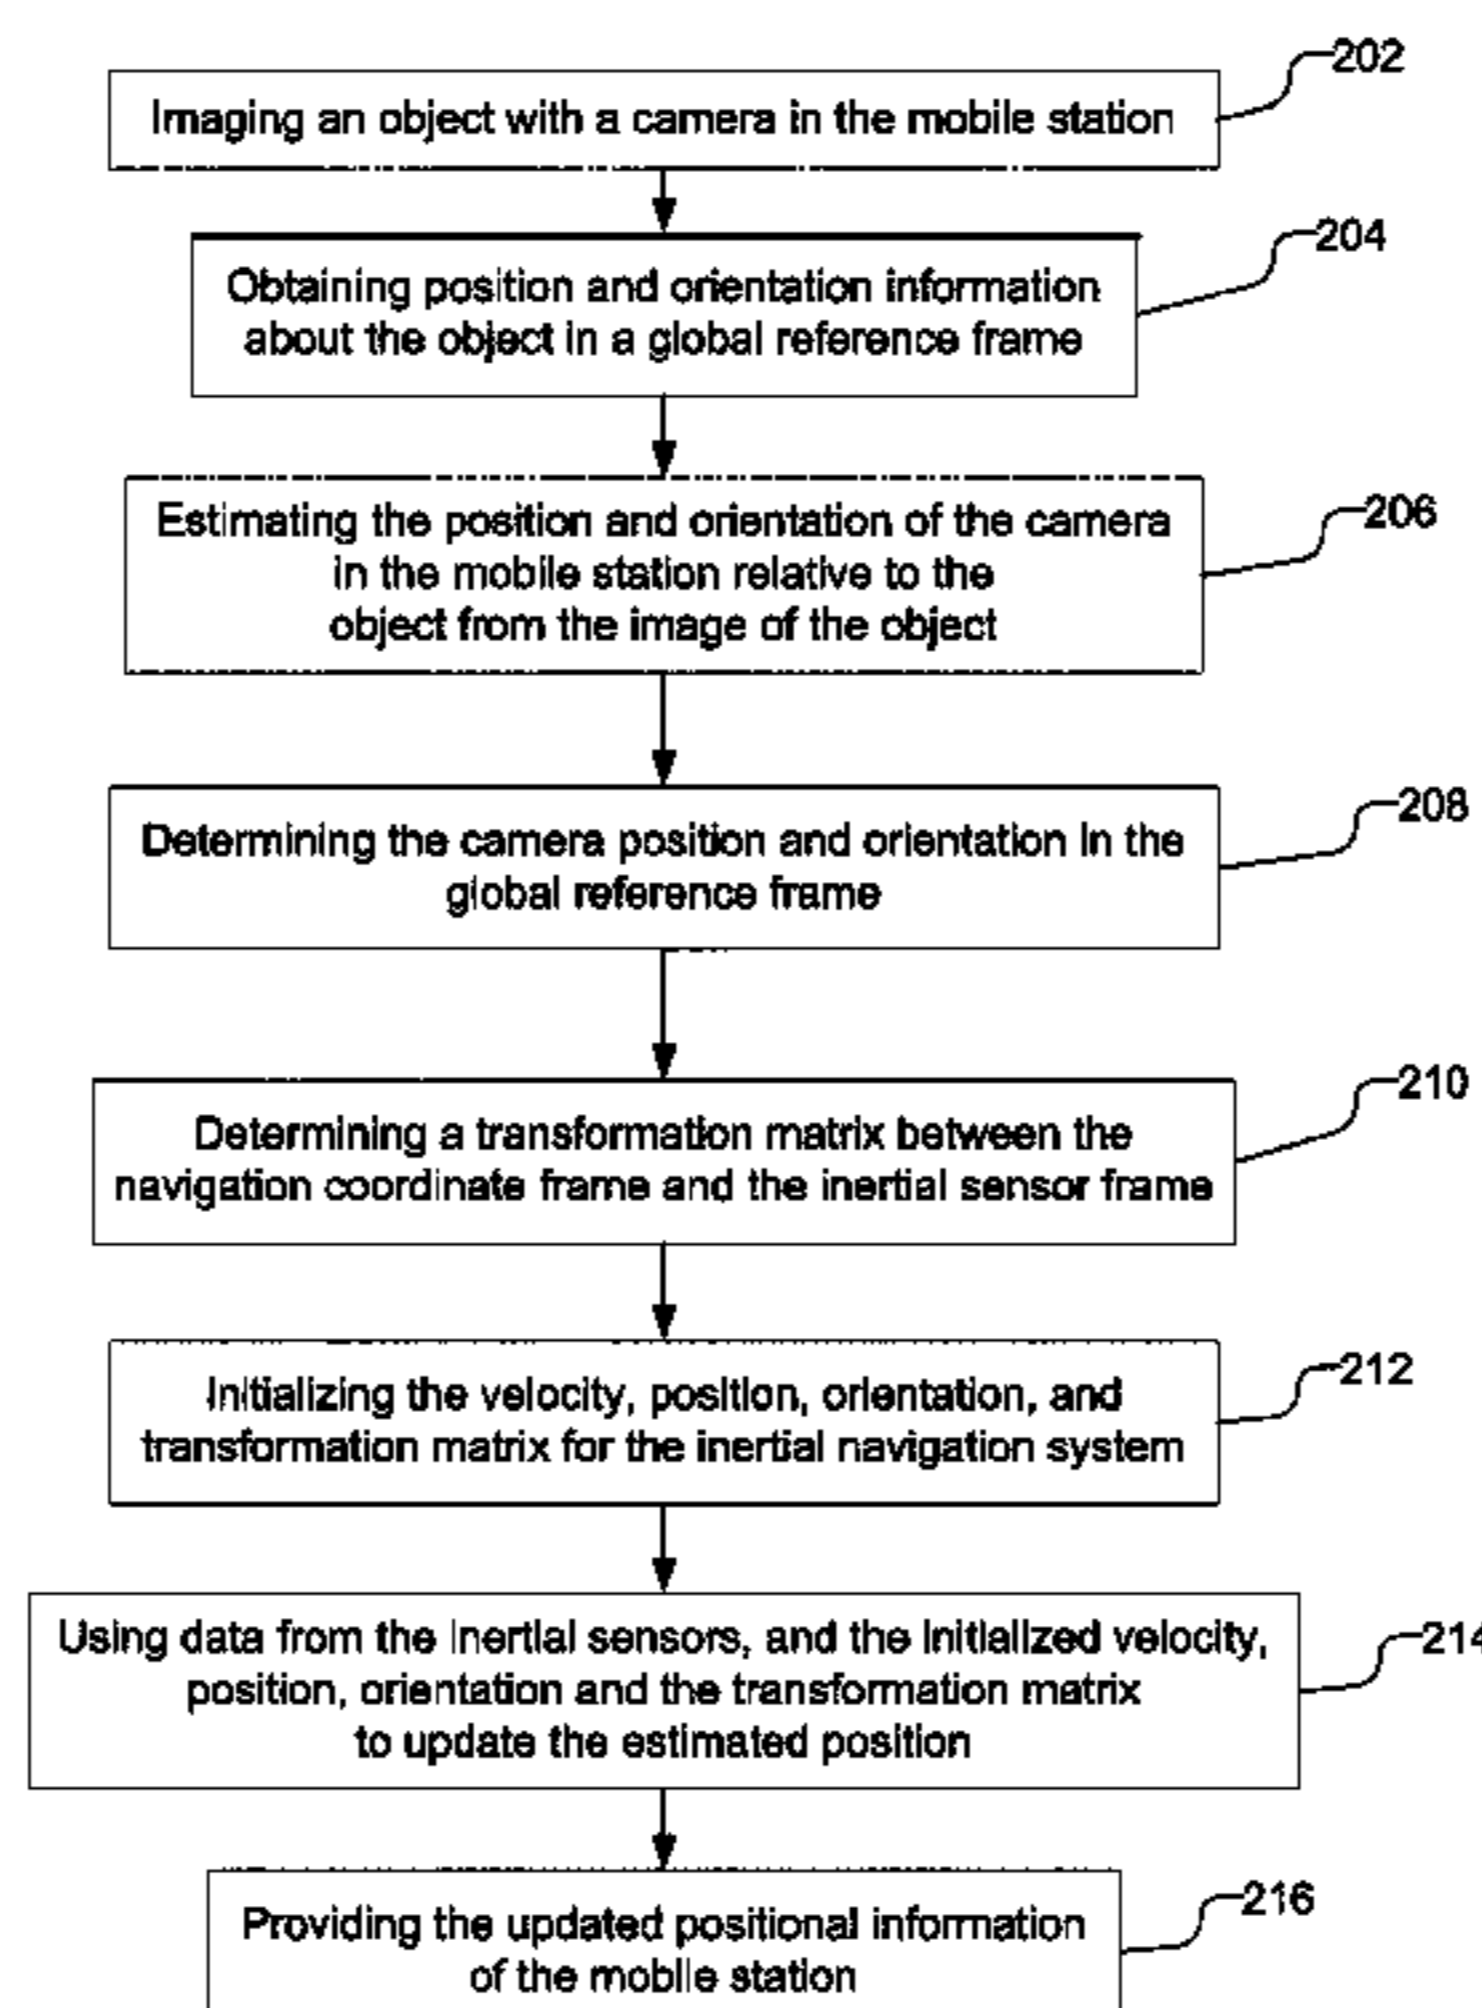 202
Imaging an object with a camera in the mobile station
204
Obtaining position and orientation information
about the object in a global reference frame
206
Estimating the position and orientation of the camera
in the mobile station relative to the
object from the image of the object
208
Determining the camera position and orientation in the
global reference frame
210
Determining a transformation matrix between the
navigation coordinate frame and the inertial sensor frame
212
Initializing the velocity, position, orientation, and
transformation matrix for the inertial navigation system
214
Using data from the inertial sensors, and the initialized velocity,
position, orientation and the transformation matrix
to update the estimated position
216
Providing the updated positional information
of the mobile station